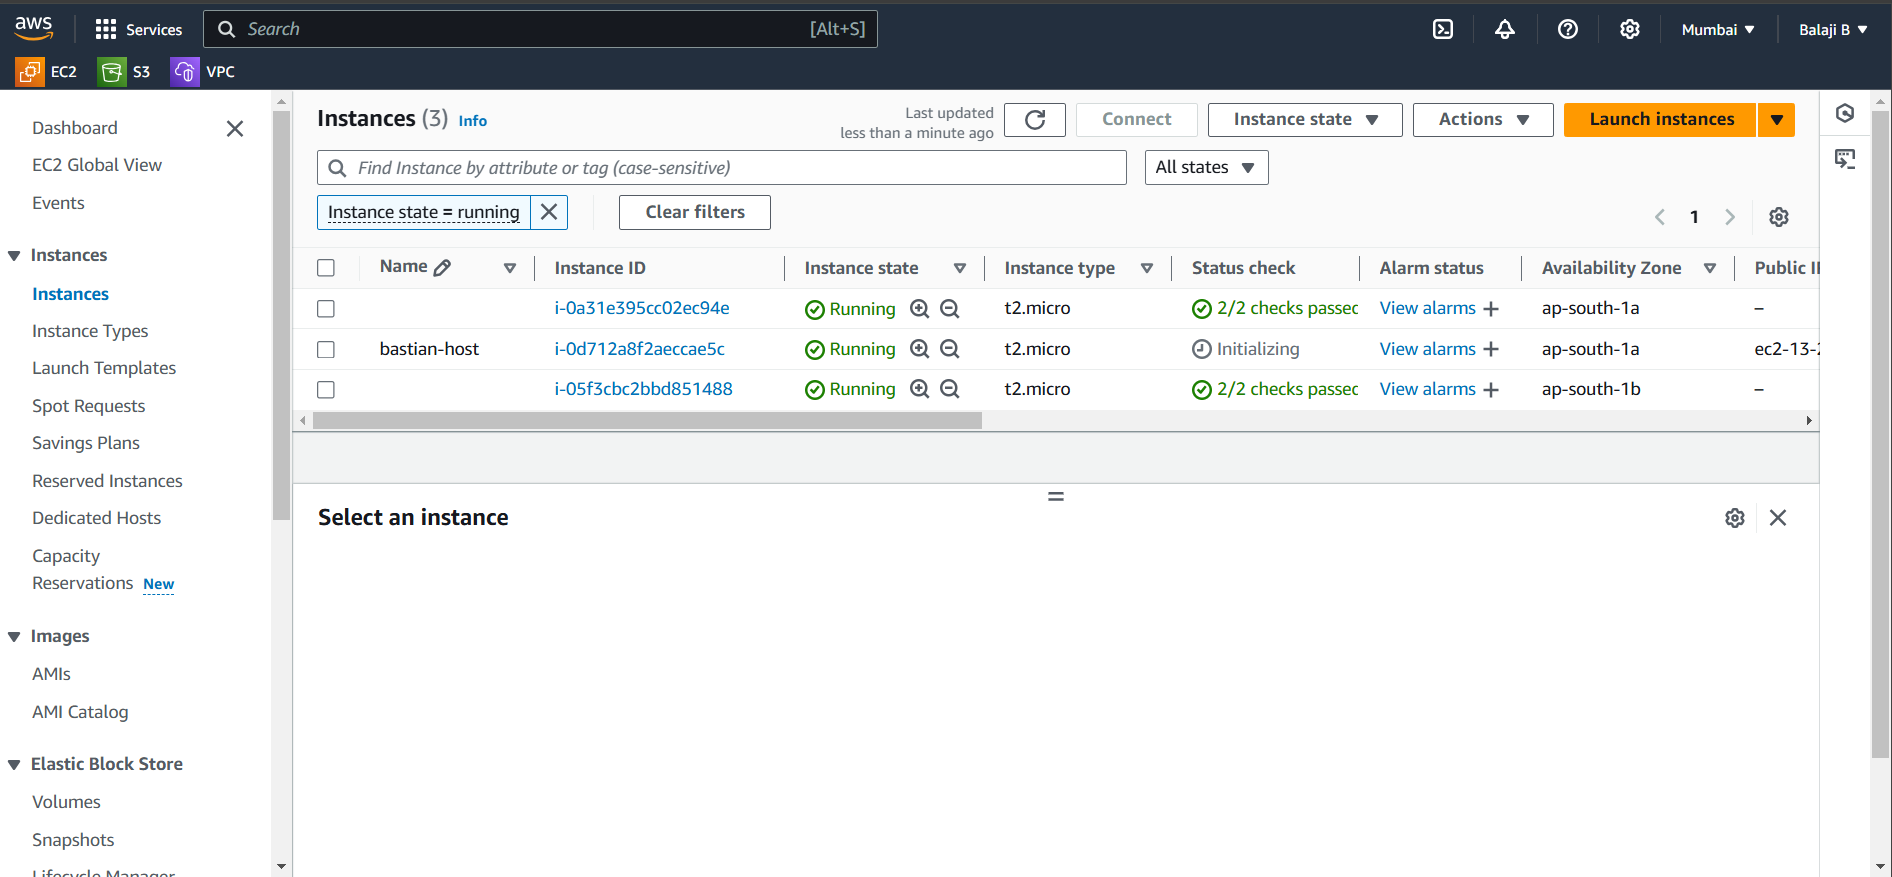 aws Services Search [Alt+S] Mumbai Balaji B
EC2 S3 VPC
Dashboard
EC2 Global View
Events
Instances
Instances
Instance Types
Launch Templates
Spot Requests
Savings Plans
Reserved Instances
Dedicated Hosts
Capacity
Reservations New
Images
AMIs
AMI Catalog
Elastic Block Store
Volumes
Snapshots
Lifecycle Manager
Instances (3) Info
Last updated
less than a minute ago
Connect Instance state Actions Launch instances
Find Instance by attribute or tag (case-sensitive) All states
Instance state = running Clear filters
1
Name Instance ID Instance state Instance type Status check Alarm status Availability Zone Public
i-0a31e395cc02ec94e Running t2.micro 2/2 checks passed View alarms ap-south-1a –
bastian-host i-0d712a8f2aeccae5c Running t2.micro Initializing View alarms ap-south-1a ec2-13-
i-05f3cbc2bbd851488 Running t2.micro 2/2 checks passed View alarms ap-south-1b –
Select an instance